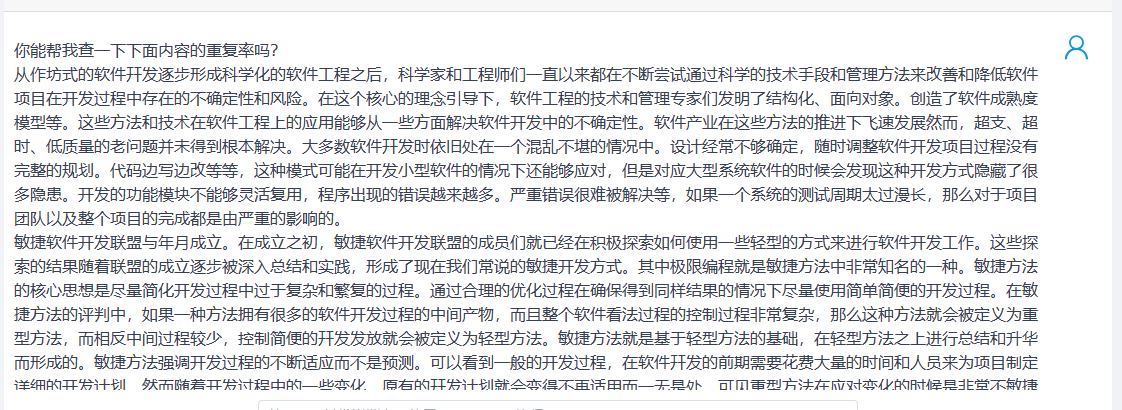 你能帮我查一下下面内容的重复率吗?
从作坊式的软件开发逐步形成科学化的软件工程之后，科学家和工程师们一直以来都在不断尝试通过科学的技术手段和管理方法来改善和降低软件
项目在开发过程中存在的不确定性和风险。在这个核心的理念引导下，软件工程的技术和管理专家们发明了结构化、面向对象。创造了软件成熟度
模型等。这些方法和技术在软件工程上的应用能够从一些方面解决软件开发中的不确定性。软件产业在这些方法的推进下飞速发展然而，超支、超
时、低质量的老问题并未得到根本解决。大多数软件开发时依旧处在一个混乱不堪的情况中。设计经常不够确定，随时调整软件开发项目过程没有
完整的规划。代码边写边改等等，这种模式可能在开发小型软件的情况下还能够应对，但是对应大型系统软件的时候会发现这种开发方式隐藏了很
多隐患。开发的功能模块不能够灵活复用，程序出现的错误越来越多。严重错误很难被解决等，如果一个系统的测试周期太过漫长，那么对于项目
团队以及整个项目的完成都是由严重的影响的。
敏捷软件开发联盟与年月成立。在成立之初，敏捷软件开发联盟的成员们就已经在积极探索如何使用一些轻型的方式来进行软件开发工作。这些探
索的结果随着联盟的成立逐步被深入总结和实践，形成了现在我们常说的敏捷开发方式。其中极限编程就是敏捷方法中非常知名的一种。敏捷方法
的核心思想是尽量简化开发过程中过于复杂和繁复的过程。通过合理的优化过程在确保得到同样结果的情况下尽量使用简单简便的开发过程。在敏
捷方法的评判中，如果一种方法拥有很多的软件开发过程的中间产物，而且整个软件看法过程的控制过程非常复杂，那么这种方法就会被定义为重
型方法，而相反中间过程较少，控制简便的开发发放就会被定义为轻型方法。敏捷方法就是基于轻型方法的基础，在轻型方法之上进行总结和升华
而形成的。敏捷方法强调开发过程的不断适应而不是预测。可以看到一般的开发过程，在软件开发的前期需要花费大量的时间和人员来为项目制定
详细的开发计划。然而随着开发过程中的一些变化，原有的开发计划就会变得不再适用而一无是处。可见重型方法在应对变化的时候是非常不敏捷